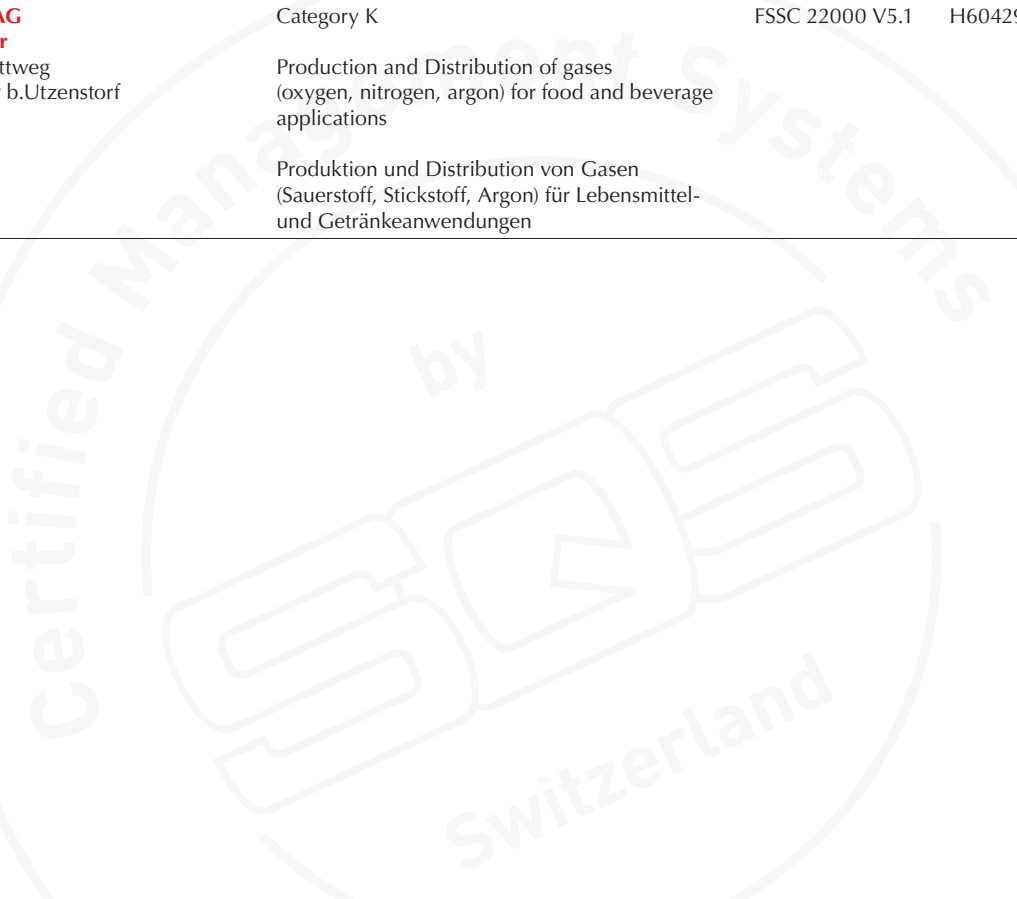 AG Category K FSSC 22000 V5.1 H60429
r
ttweg Production and Distribution of gases
b.Utzenstorf (oxygen, nitrogen, argon) for food and beverage
applications
Produktion und Distribution von Gasen
(Sauerstoff, Stickstoff, Argon) für Lebensmittel-
und Getränkeanwendungen
Certified Management Systems
by
SQS
Switzerland